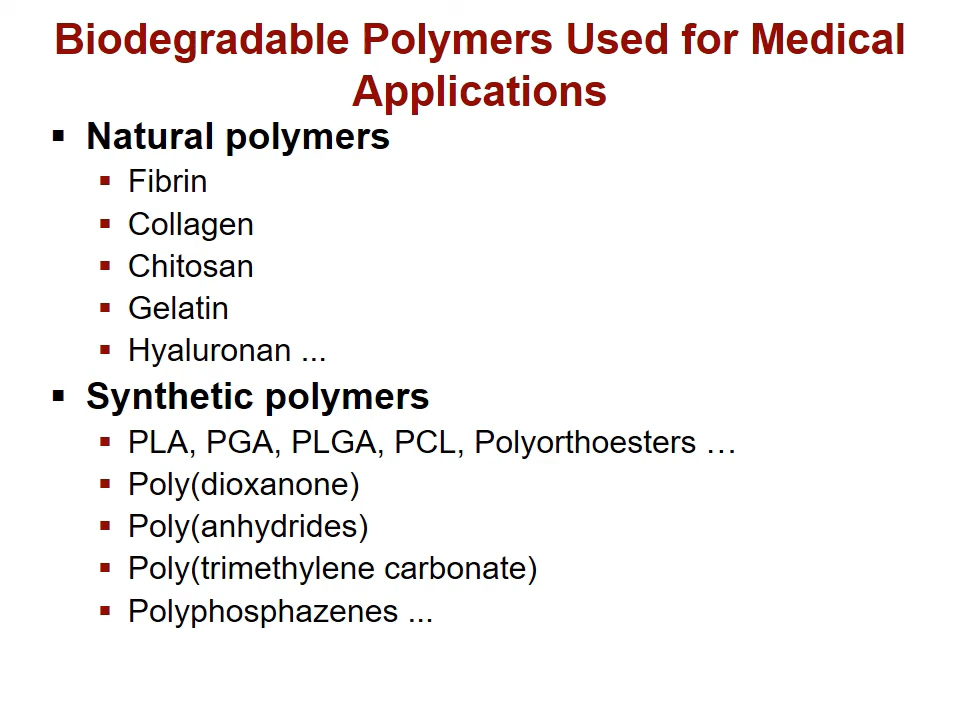 Biodegradable Polymers Used for Medical
Applications
▪ Natural polymers
▪ Fibrin
▪ Collagen
▪ Chitosan
▪ Gelatin
▪ Hyaluronan ...
▪ Synthetic polymers
▪ PLA, PGA, PLGA, PCL, Polyorthoesters …
▪ Poly(dioxanone)
▪ Poly(anhydrides)
▪ Poly(trimethylene carbonate)
▪ Polyphosphazenes ...